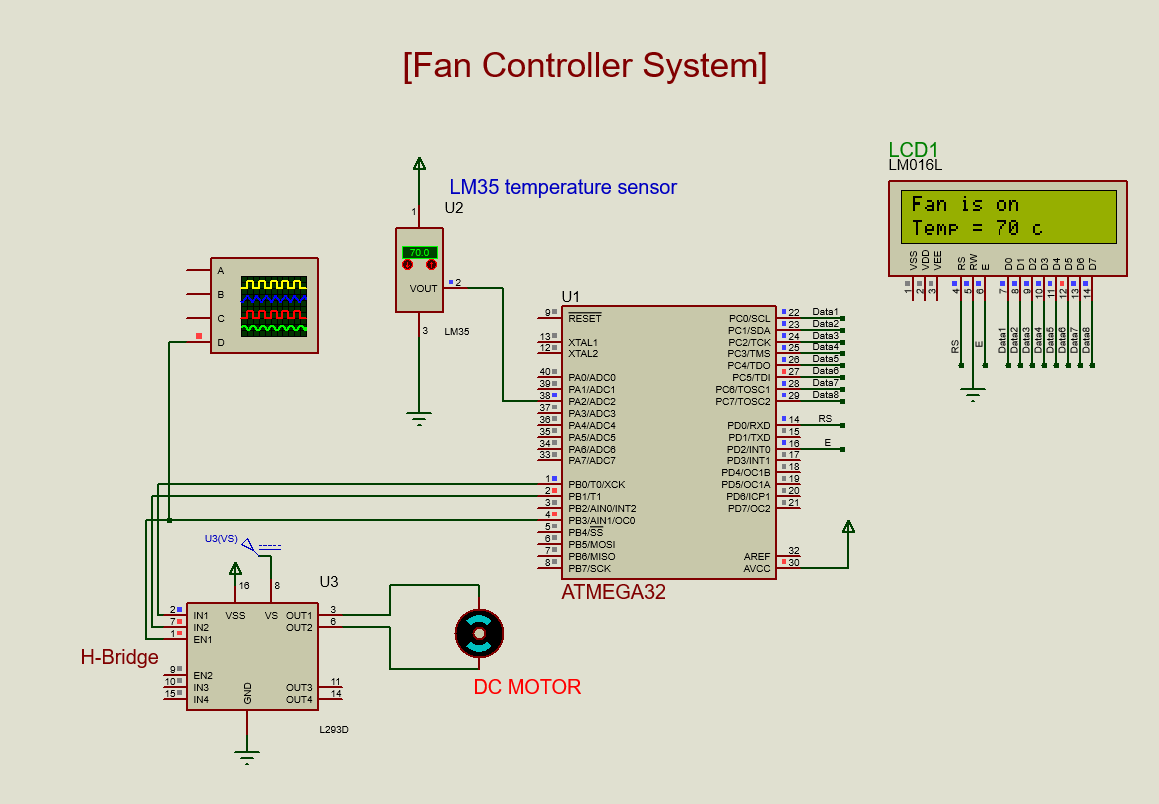 [Fan Controller System]
LCD1
LM016L
Fan is on
Temp = 70 c
VSS
VDD
VEE
RS
RW
E
D0
D1
D2
D3
D4
D5
D6
D7
1
2
3
4
5
6
7
8
9
10
11
12
13
14
RS
E
Data1
Data2
Data3
Data4
Data5
Data6
Data7
Data8
LM35 temperature sensor
U2
1
70.0
VOUT
2
3
LM35
A
B
C
D
U1
9 RESET
13 XTAL1
12 XTAL2
40 PA0/ADC0
39 PA1/ADC1
38 PA2/ADC2
37 PA3/ADC3
36 PA4/ADC4
35 PA5/ADC5
34 PA6/ADC6
33 PA7/ADC7
1 PB0/T0/XCK
2 PB1/T1
3 PB2/AIN0/INT2
4 PB3/AIN1/OC0
5 PB4/SS
6 PB5/MOSI
7 PB6/MISO
8 PB7/SCK
PC0/SCL 22 Data1
PC1/SDA 23 Data2
PC2/TCK 24 Data3
PC3/TMS 25 Data4
PC4/TDO 26 Data5
PC5/TDI 27 Data6
PC6/TOSC1 28 Data7
PC7/TOSC2 29 Data8
PD0/RXD 14 RS
PD1/TXD 15
PD2/INT0 16 E
PD3/INT1 17
PD4/OC1B 18
PD5/OC1A 19
PD6/ICP1 20
PD7/OC2 21
AREF 32
AVCC 30
ATMEGA32
U3(VS)
U3
16
8
2 IN1
7 IN2
1 EN1
9 EN2
10 IN3
15 IN4
VSS
VS
OUT1 3
OUT2 6
OUT3 11
OUT4 14
GND
L293D
H-Bridge
DC MOTOR